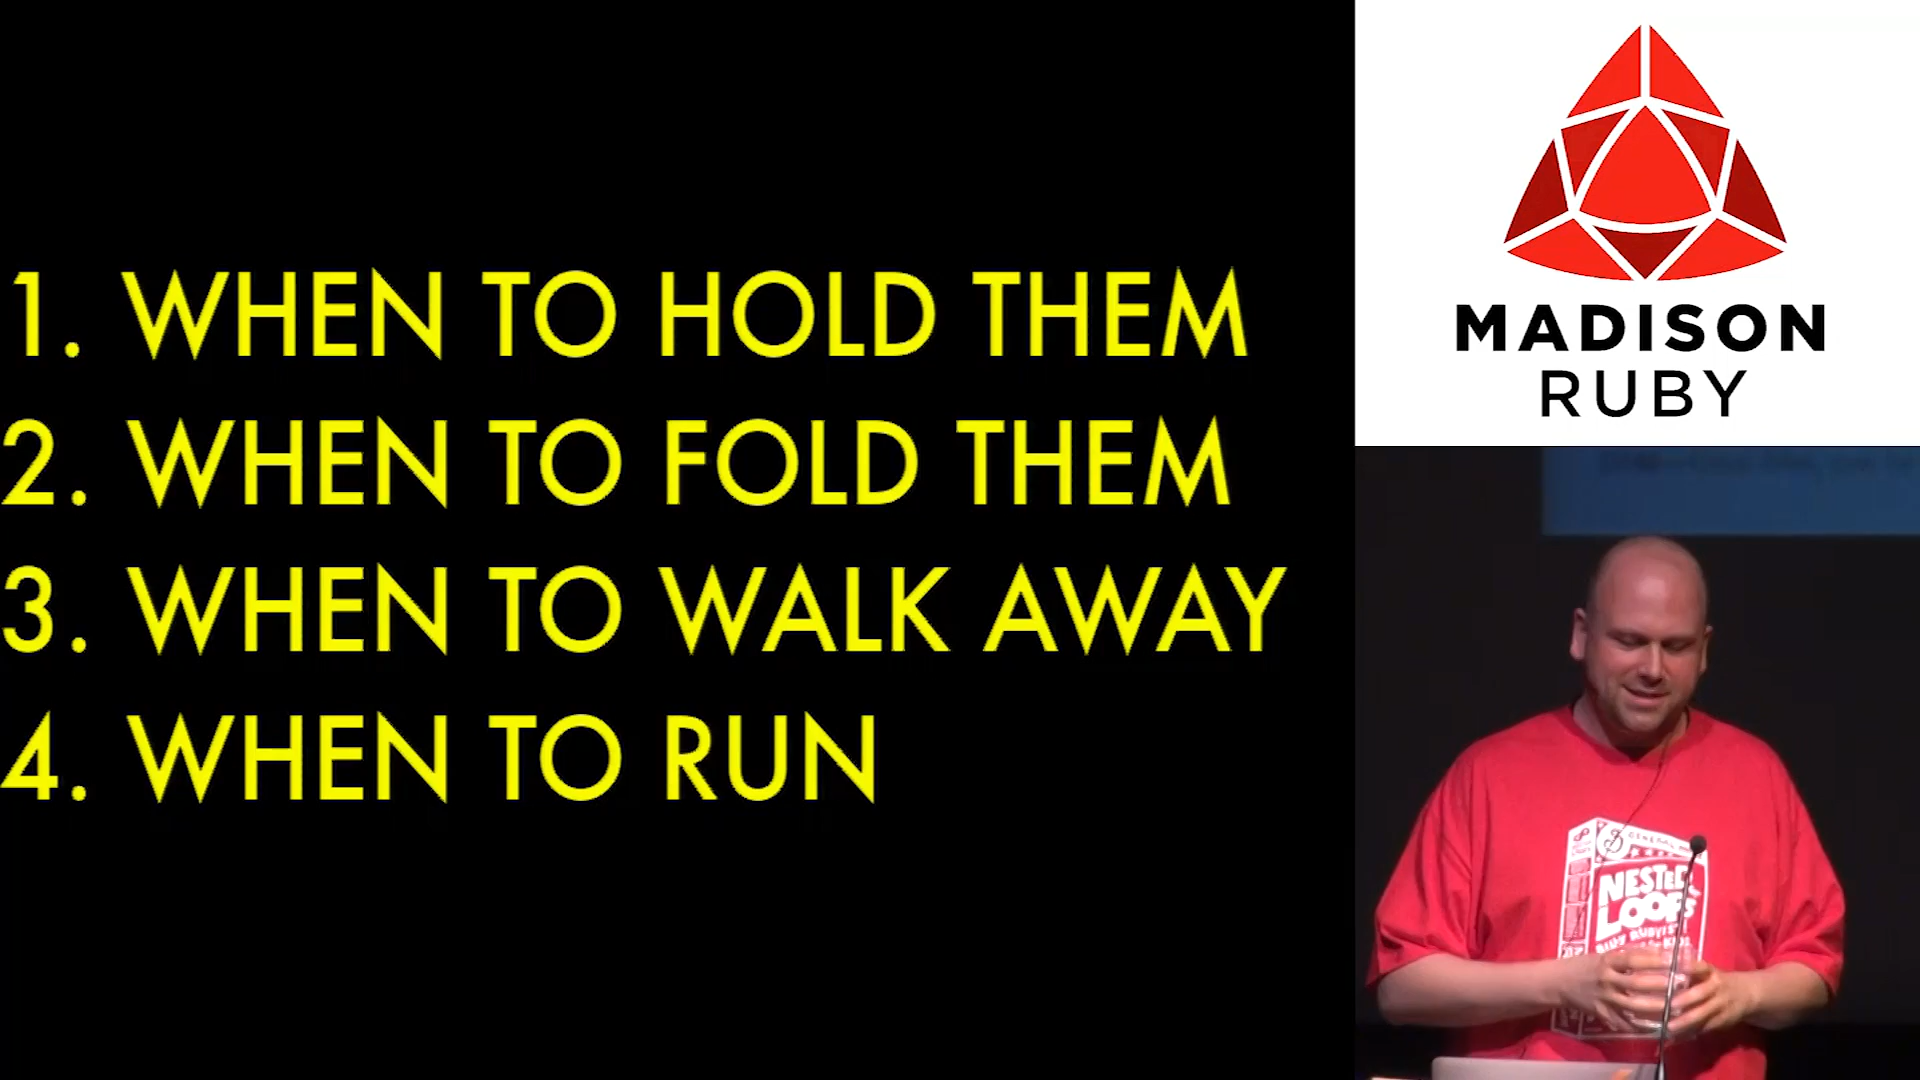 1. WHEN TO HOLD THEM
2. WHEN TO FOLD THEM
3. WHEN TO WALK AWAY
4. WHEN TO RUN
MADISON
RUBY
NESTED
LOOPS